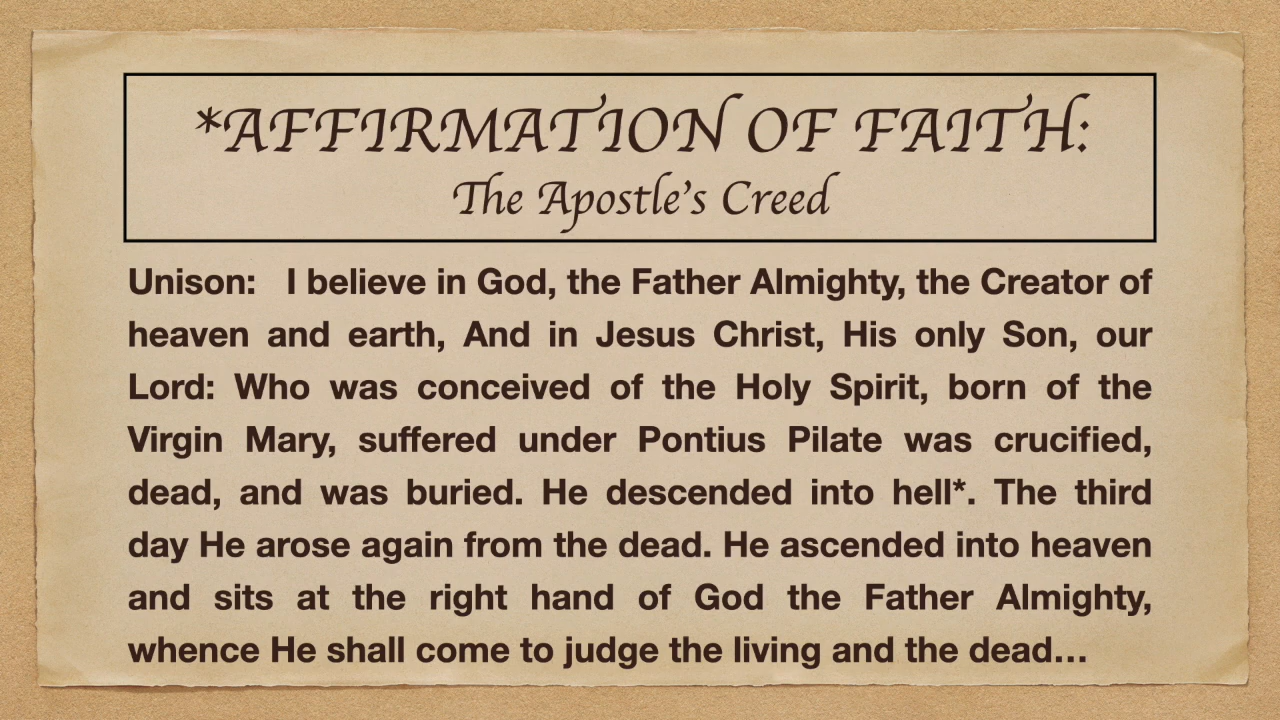 *AFFIRMATION OF FAITH:
The Apostle’s Creed
Unison: I believe in God, the Father Almighty, the Creator of
heaven and earth, And in Jesus Christ, His only Son, our
Lord: Who was conceived of the Holy Spirit, born of the
Virgin Mary, suffered under Pontius Pilate was crucified,
dead, and was buried. He descended into hell*. The third
day He arose again from the dead. He ascended into heaven
and sits at the right hand of God the Father Almighty,
whence He shall come to judge the living and the dead…